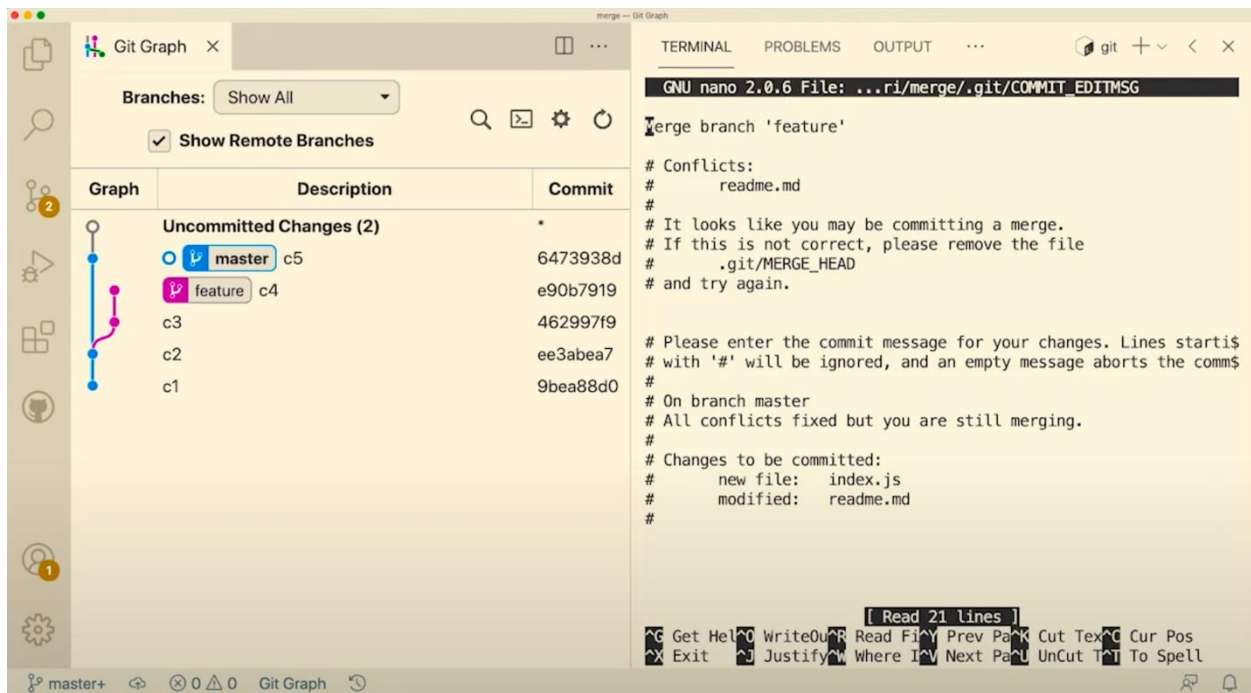 merge — Git Graph
Git Graph
Branches: Show All
Show Remote Branches
Graph Description Commit
Uncommitted Changes (2) *
master c5 6473938d
feature c4 e90b7919
c3 462997f9
c2 ee3abea7
c1 9bea88d0
2
1
TERMINAL PROBLEMS OUTPUT ... git
GNU nano 2.0.6 File: ...ri/merge/.git/COMMIT_EDITMSG
Merge branch 'feature'
# Conflicts:
#       readme.md
#
# It looks like you may be committing a merge.
# If this is not correct, please remove the file
#       .git/MERGE_HEAD
# and try again.
# Please enter the commit message for your changes. Lines starti$
# with '#' will be ignored, and an empty message aborts the comm$
#
# On branch master
# All conflicts fixed but you are still merging.
#
# Changes to be committed:
#       new file:   index.js
#       modified:   readme.md
#
[ Read 21 lines ]
^G Get Hel^O WriteOu^R Read Fi^Y Prev Pa^K Cut Tex^C Cur Pos
^X Exit ^J Justify^W Where I^V Next Pa^U UnCut T^T To Spell
master+ 0 0 Git Graph